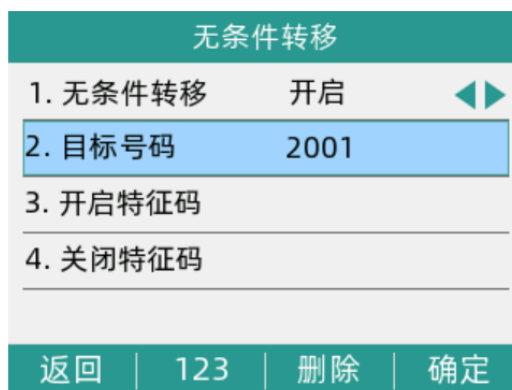 无条件转移
1. 无条件转移 开启
2. 目标号码 2001
3. 开启特征码
4. 关闭特征码
返回 123 删除 确定